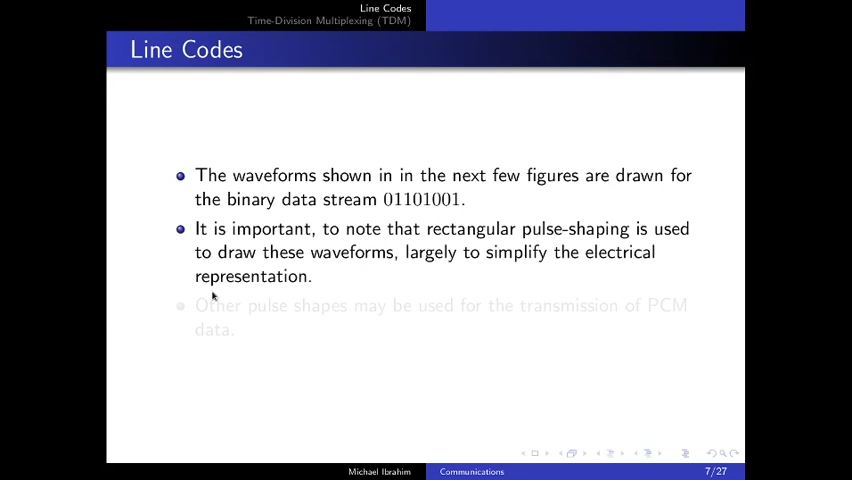 Line Codes
Time-Division Multiplexing (TDM)
Line Codes
The waveforms shown in in the next few figures are drawn for
the binary data stream 01101001.
It is important, to note that rectangular pulse-shaping is used
to draw these waveforms, largely to simplify the electrical
representation.
Other pulse shapes may be used for the transmission of PCM
data.
Michael Ibrahim
Communications
7/27